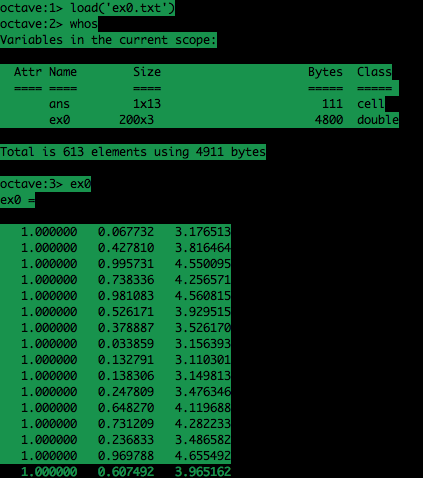 octave:1> load('ex0.txt')
octave:2> whos
Variables in the current scope:
Attr Name Size Bytes Class
==== ==== ==== ===== =====
ans 1x13 111 cell
ex0 200x3 4800 double
Total is 613 elements using 4911 bytes
octave:3> ex0
ex0 =
1.000000 0.067732 3.176513
1.000000 0.427810 3.816464
1.000000 0.995731 4.550095
1.000000 0.738336 4.256571
1.000000 0.981083 4.560815
1.000000 0.526171 3.929515
1.000000 0.378887 3.526170
1.000000 0.033859 3.156393
1.000000 0.132791 3.110301
1.000000 0.138306 3.149813
1.000000 0.247809 3.476346
1.000000 0.648270 4.119688
1.000000 0.731209 4.282233
1.000000 0.236833 3.486582
1.000000 0.969788 4.655492
1.000000 0.607492 3.965162